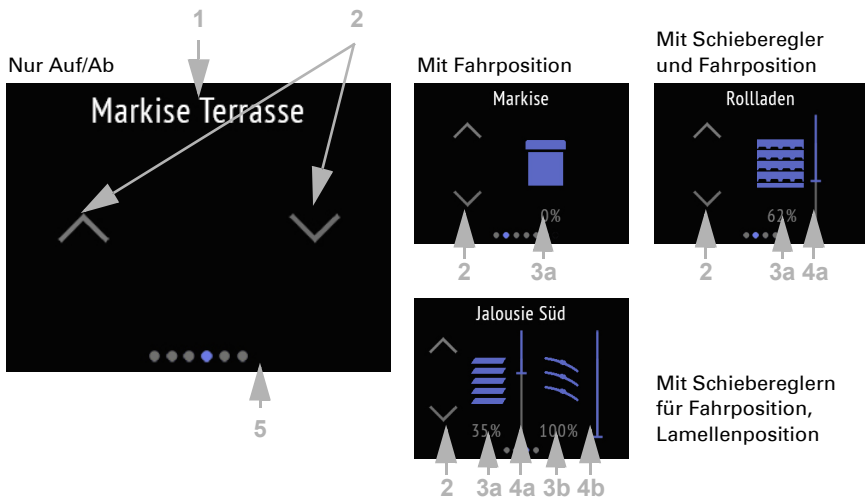 1
2
Nur Auf/Ab
Markise Terrasse
5
Mit Fahrposition
Markise
0%
2
3a
Mit Schieberegler
und Fahrposition
Rollladen
62%
2
3a
4a
Jalousie Süd
35%
100%
2
3a
4a
3b
4b
Mit Schiebereglern
für Fahrposition,
Lamellenposition